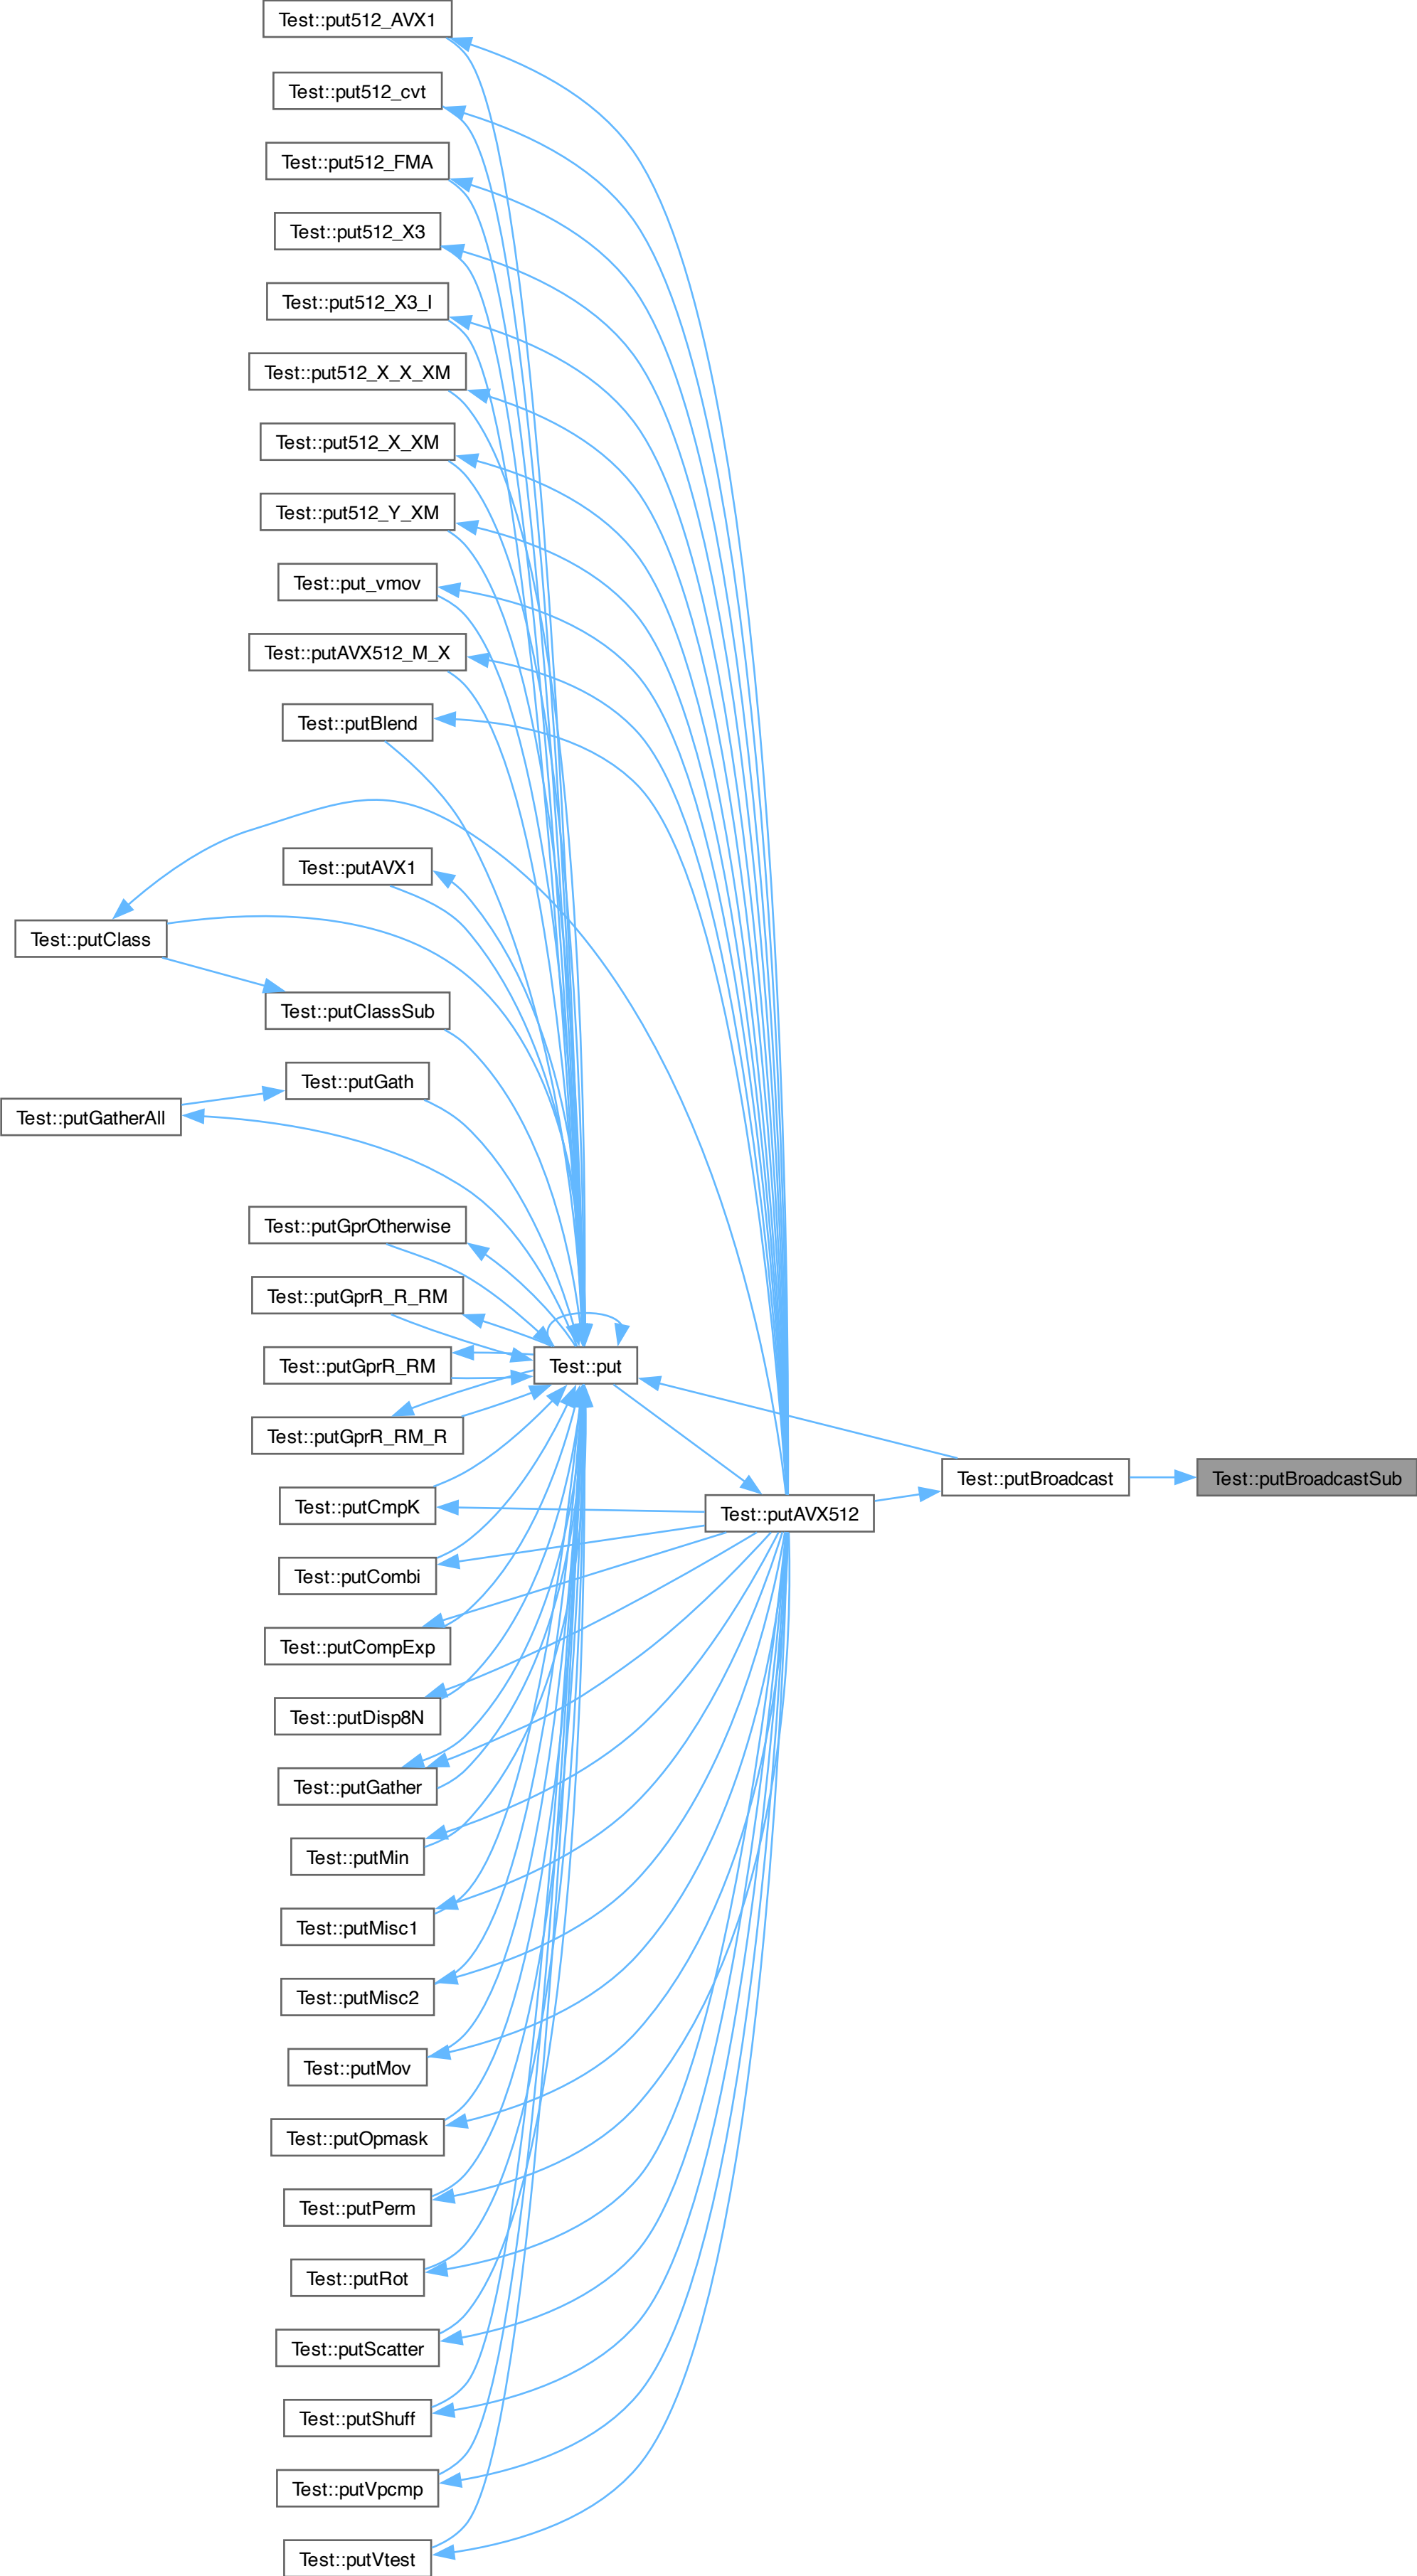 Test::put512_AVX1
Test::put512_cvt
Test::put512_FMA
Test::put512_X3
Test::put512_X3_I
Test::put512_X_X_XM
Test::put512_X_XM
Test::put512_Y_XM
Test::put_vmov
Test::putAVX512_M_X
Test::putBlend
Test::putAVX1
Test::putClass
Test::putClassSub
Test::putGath
Test::putGatherAll
Test::putGprOtherwise
Test::putGprR_R_RM
Test::putGprR_RM
Test::put
Test::putGprR_RM_R
Test::putBroadcast
Test::putBroadcastSub
Test::putCmpK
Test::putAVX512
Test::putCombi
Test::putCompExp
Test::putDisp8N
Test::putGather
Test::putMin
Test::putMisc1
Test::putMisc2
Test::putMov
Test::putOpmask
Test::putPerm
Test::putRot
Test::putScatter
Test::putShuff
Test::putVpcmp
Test::putVtest